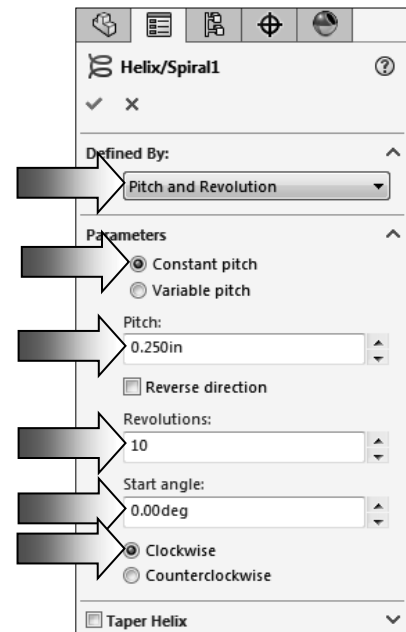 Helix/Spiral1
Defined By:
Pitch and Revolution
Parameters
Constant pitch
Variable pitch
Pitch:
0.250in
Reverse direction
Revolutions:
10
Start angle:
0.00deg
Clockwise
Counterclockwise
Taper Helix